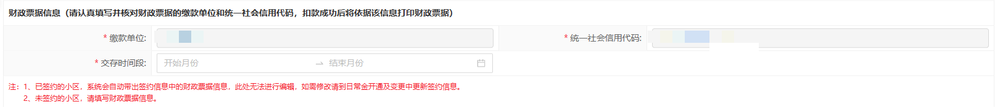 财政票据信息（请认真填写并核对财政票据的缴款单位和统一社会信用代码，扣款成功后将依据该信息打印财政票据）
* 缴款单位: * 统一社会信用代码:
* 交存时间段: 开始月份 → 结束月份
注：1、已签约的小区，系统会自动带出签约信息中的财政票据信息，此处无法进行编辑，如需修改请到日常金开通及变更中更新签约信息。
2、未签约的小区，请填写财政票据信息。